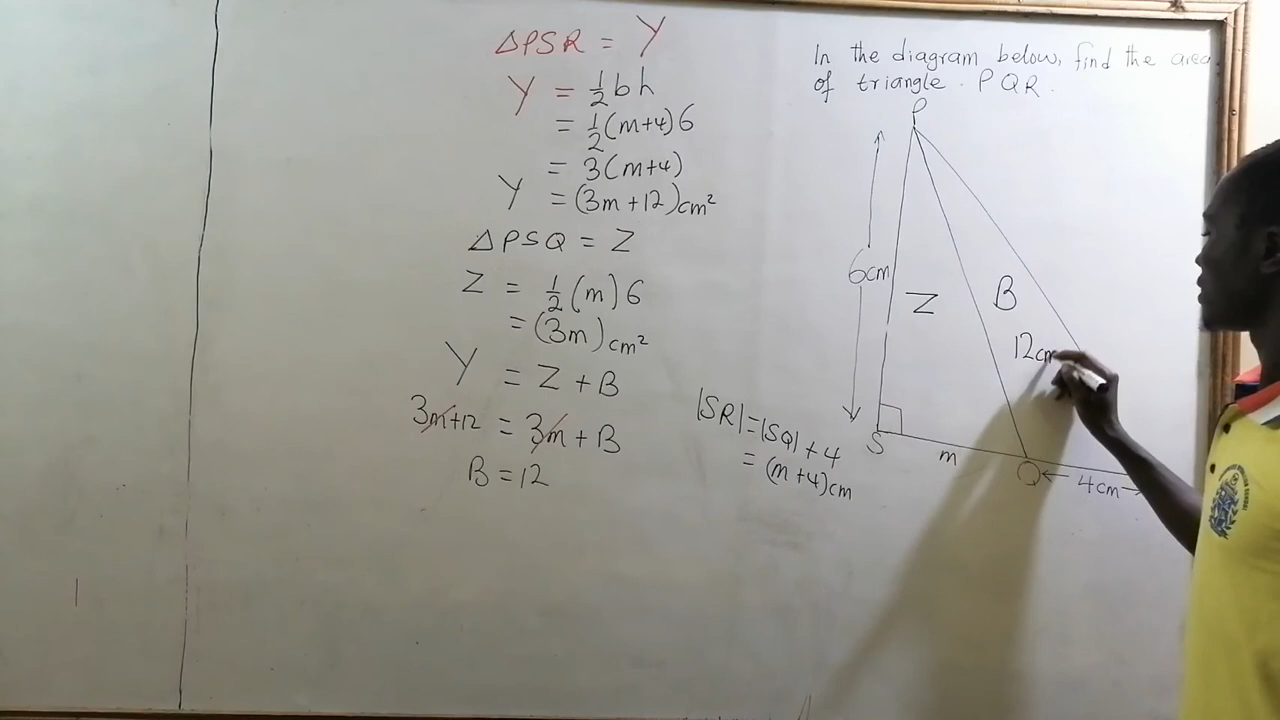 ΔPSR = Y
Y = ½bh
= ½(m+4)6
= 3(m+4)
Y = (3m+12)cm²
ΔPSQ = Z
Z = ½(m)6
= (3m)cm²
Y = Z + B
3m+12 = 3m + B
B = 12
|SR| = |SQ| + 4
= (m+4)cm
In the diagram below, find the area
of triangle . PQR.
P
6cm
Z
B
12cm
S
m
Q
4cm